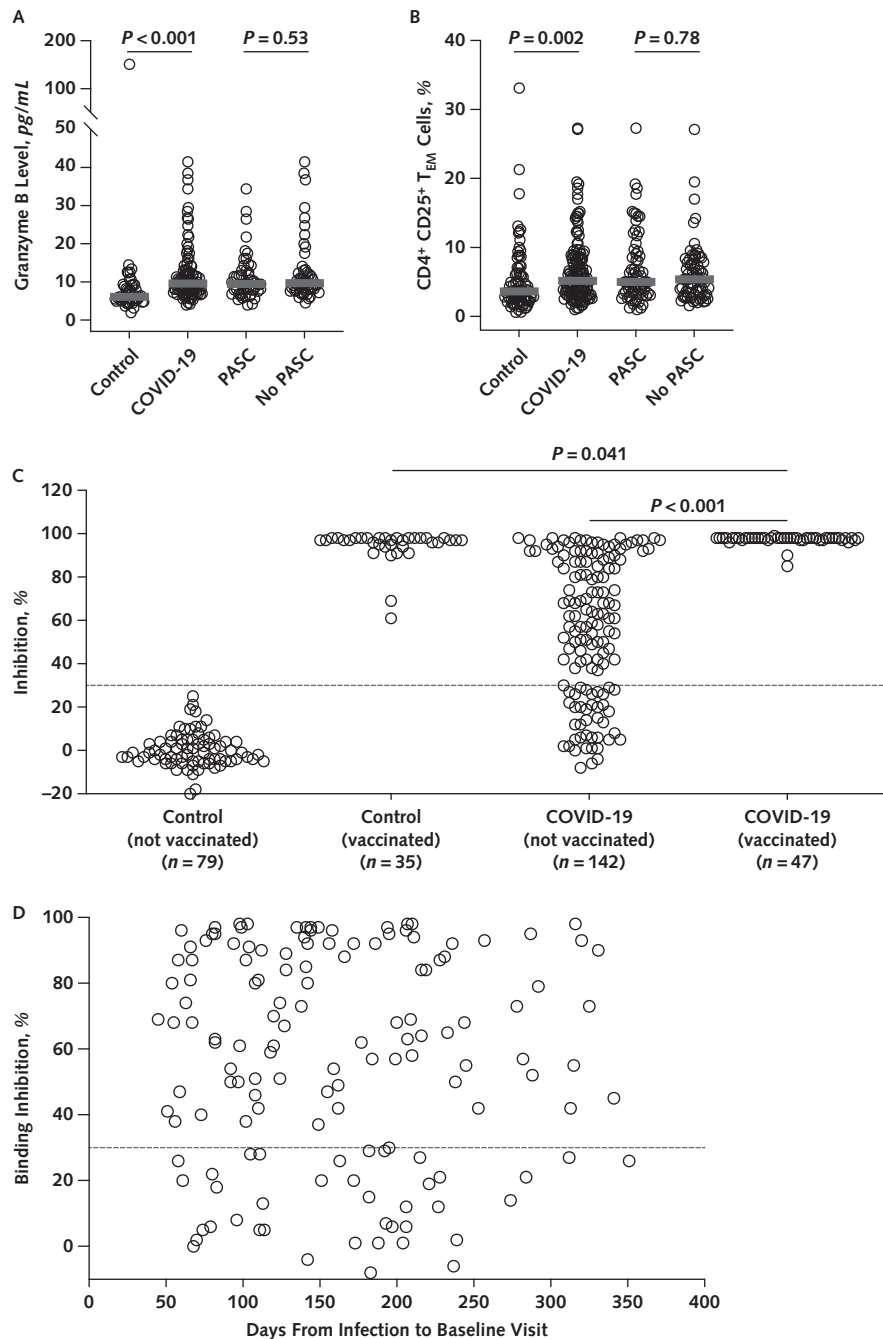 A
P < 0.001
P = 0.53
200
150
100
50
40
30
20
10
0
Granzyme B Level, pg/mL
Control
COVID-19
PASC
No PASC
B
P = 0.002
P = 0.78
40
30
20
10
0
CD4+ CD25+ TEM Cells, %
Control
COVID-19
PASC
No PASC
C
P = 0.041
P < 0.001
120
100
80
60
40
20
0
–20
Inhibition, %
Control
(not vaccinated)
(n = 79)
Control
(vaccinated)
(n = 35)
COVID-19
(not vaccinated)
(n = 142)
COVID-19
(vaccinated)
(n = 47)
D
100
80
60
40
20
0
Binding Inhibition, %
0 50 100 150 200 250 300 350 400
Days From Infection to Baseline Visit